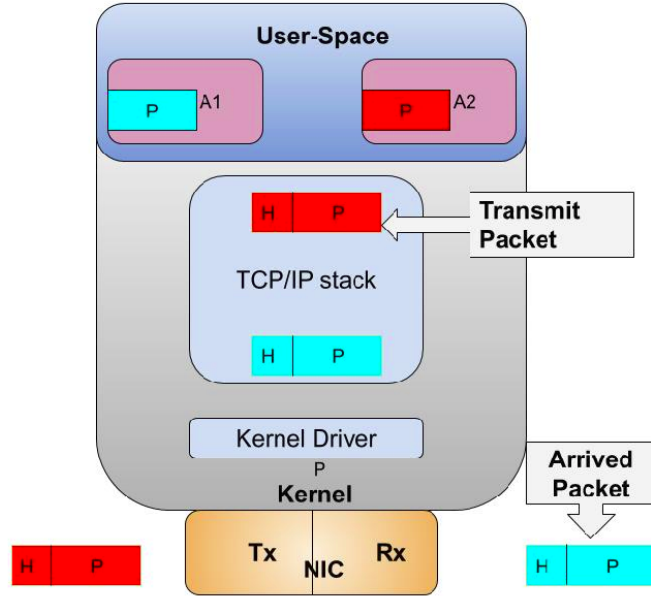 User-Space
P A1
P A2
H P
Transmit
Packet
TCP/IP stack
H P
Kernel Driver
P
Kernel
Arrived
Packet
Tx Rx
NIC
H P
H P